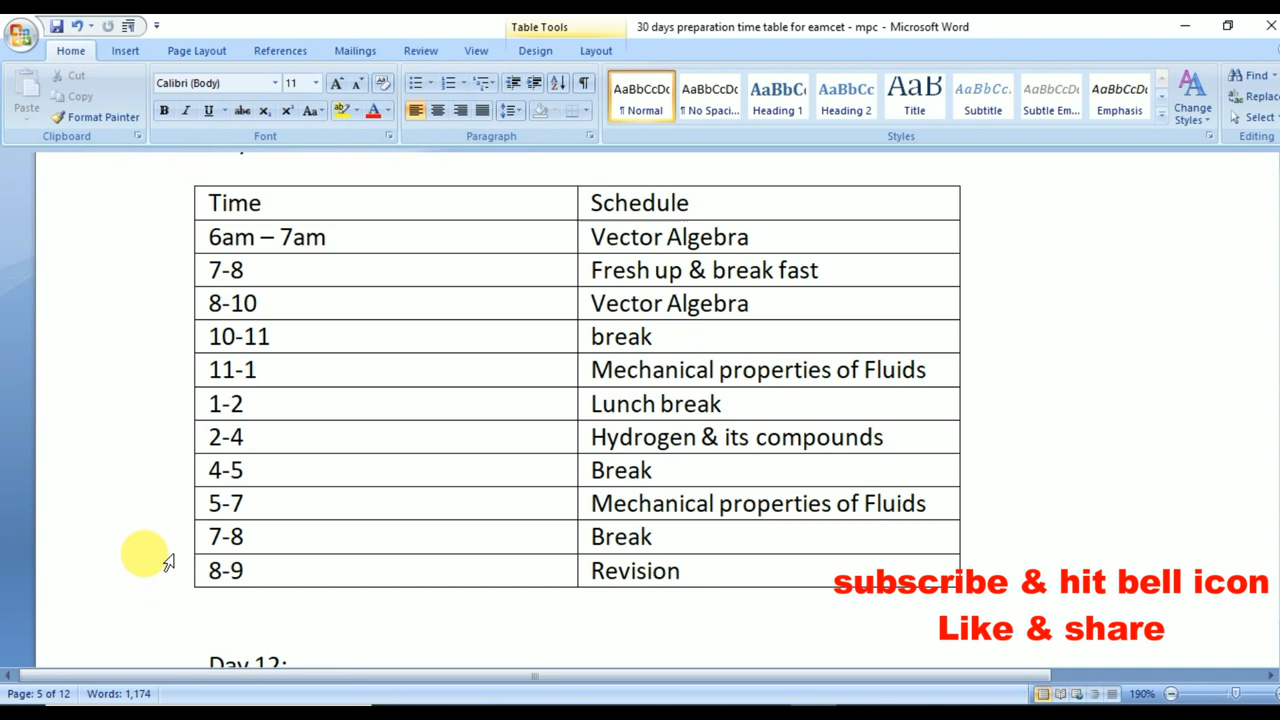 Table Tools
30 days preparation time table for eamcet - mpc - Microsoft Word
Home Insert Page Layout References Mailings Review View Design Layout
Cut
Copy
Paste
Format Painter
Clipboard
Calibri (Body) 11
B I U abc x₂ x² Aa
Font
Paragraph
AaBbCcDc AaBbCcDc AaBbC AaBbCc AaB AaBbCc. AaBbCcDc AaBbCcDc
¶ Normal ¶ No Spaci... Heading 1 Heading 2 Title Subtitle Subtle Em... Emphasis
Change
Styles
Styles
Find
Replace
Select
Editing
Time Schedule
6am – 7am Vector Algebra
7-8 Fresh up & break fast
8-10 Vector Algebra
10-11 break
11-1 Mechanical properties of Fluids
1-2 Lunch break
2-4 Hydrogen & its compounds
4-5 Break
5-7 Mechanical properties of Fluids
7-8 Break
8-9 Revision
subscribe & hit bell icon
Like & share
Day 12:
Page: 5 of 12 Words: 1,174 190%